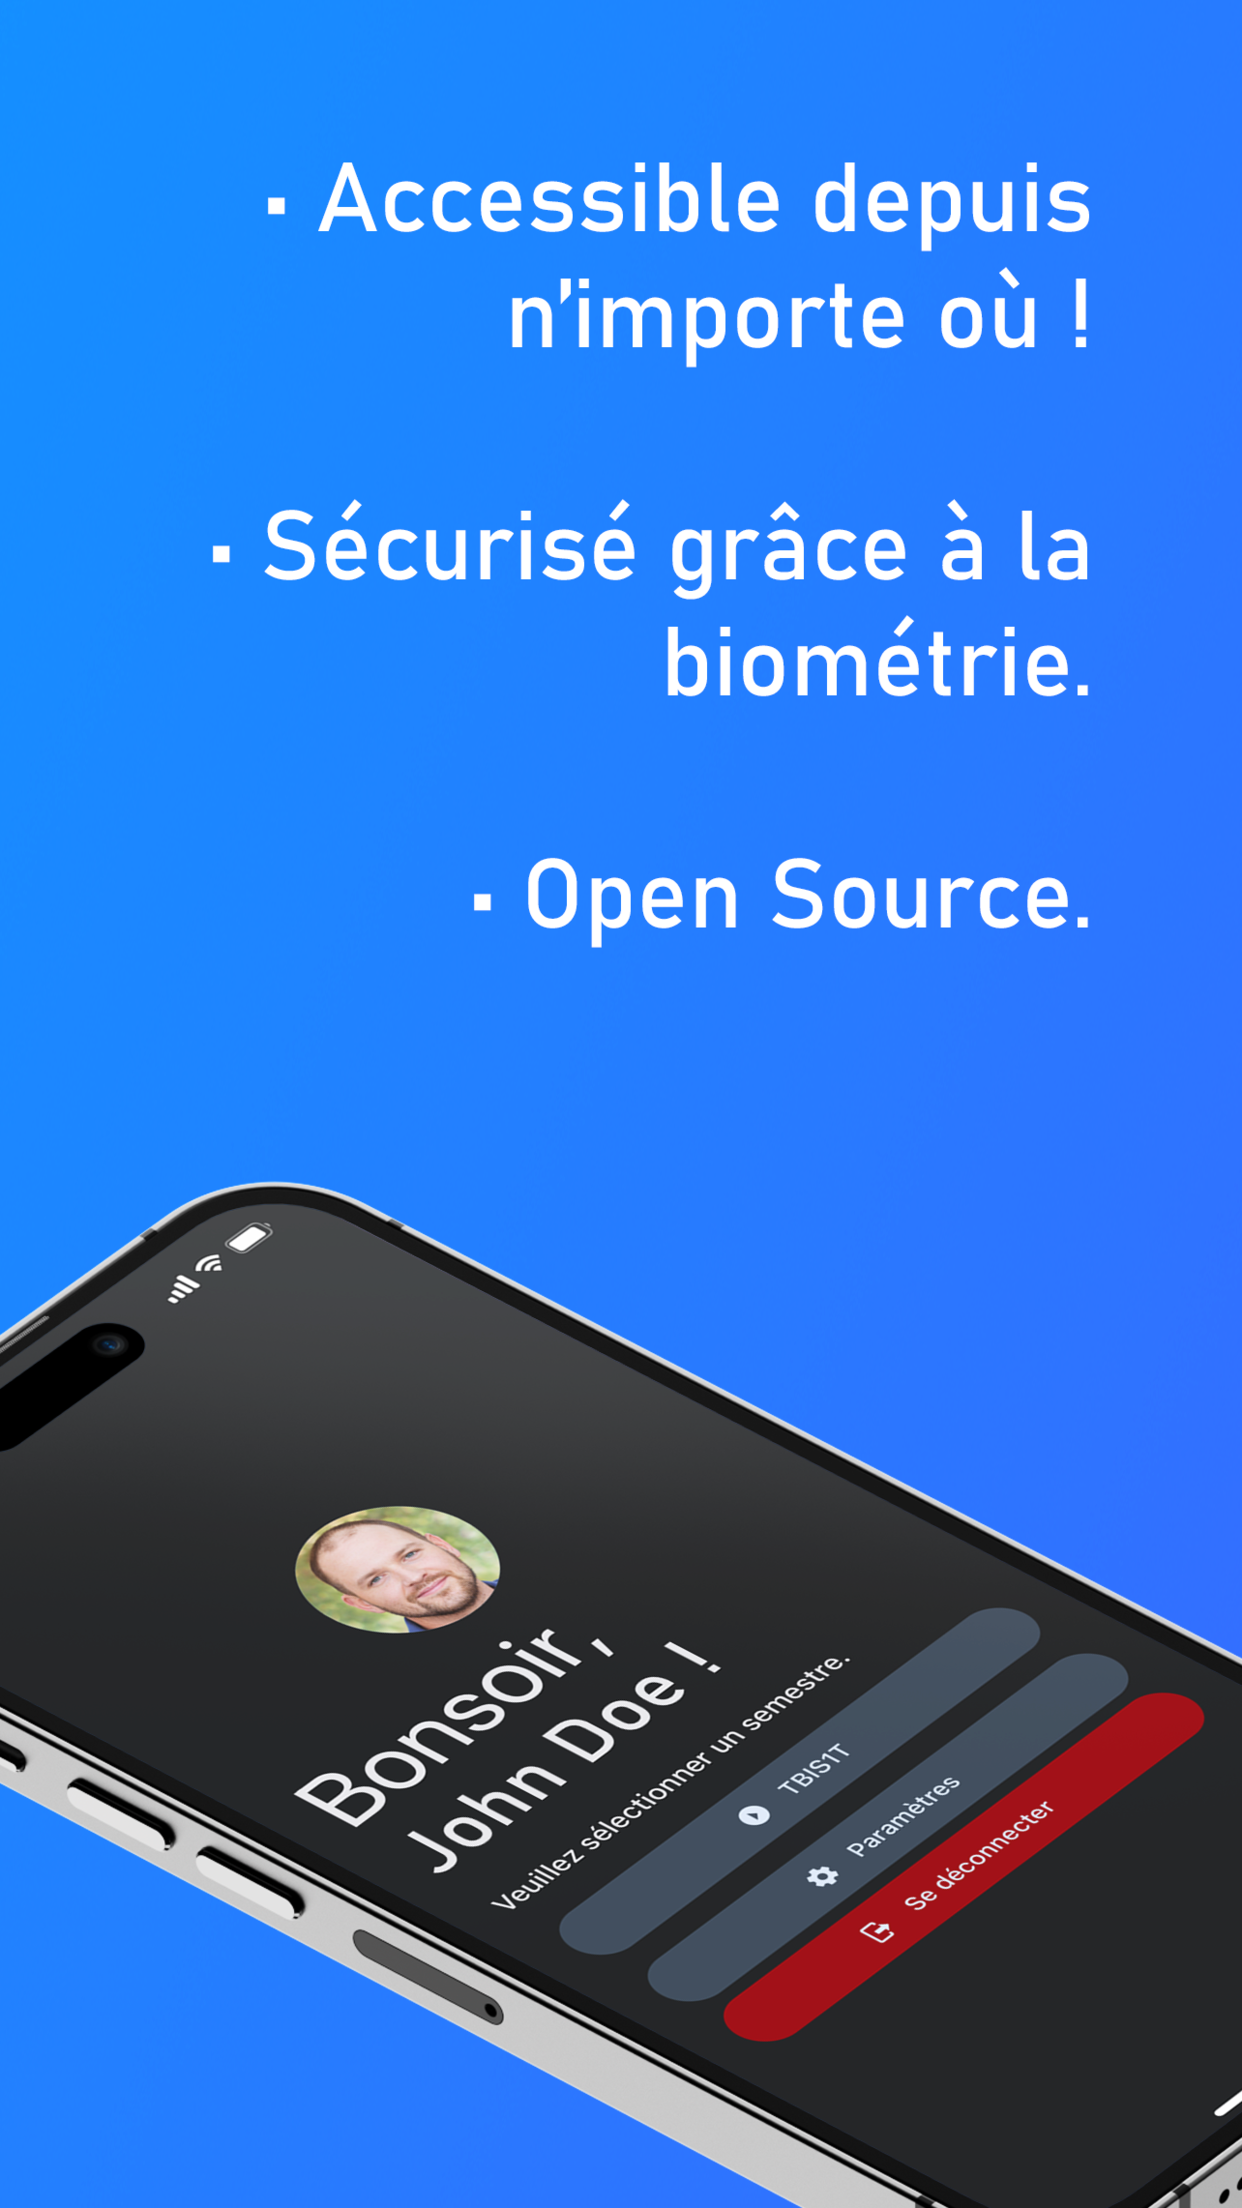 ▪ Accessible depuis
n'importe où !
▪ Sécurisé grâce à la
biométrie.
▪ Open Source.
Bonsoir,
John Doe !
Veuillez sélectionner un semestre.
TBIS1T
Paramètres
Se déconnecter